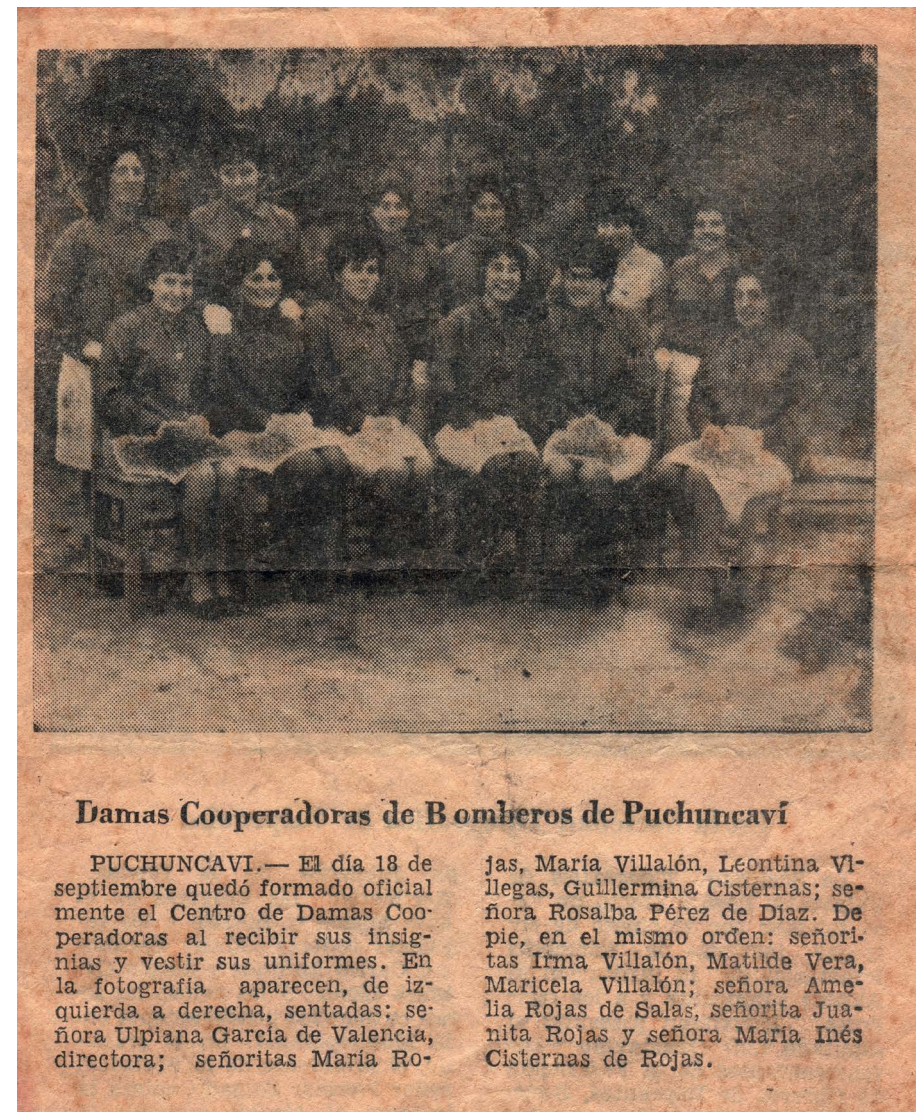 Damas Cooperadoras de Bomberos de Puchuncaví
PUCHUNCAVI.— El día 18 de
septiembre quedó formado oficial
mente el Centro de Damas Coo-
peradoras al recibir sus insig-
nias y vestir sus uniformes. En
la fotografía aparecen, de iz-
quierda a derecha, sentadas: se-
ñora Ulpiana García de Valencia,
directora; señoritas María Ro-
jas, María Villalón, Leontina Vi-
llegas, Guillermina Cisternas; se-
ñora Rosalba Pérez de Díaz. De
pie, en el mismo orden: señori-
tas Irma Villalón, Matilde Vera,
Maricela Villalón; señora Ame-
lia Rojas de Salas, señorita Jua-
nita Rojas y señora María Inés
Cisternas de Rojas.